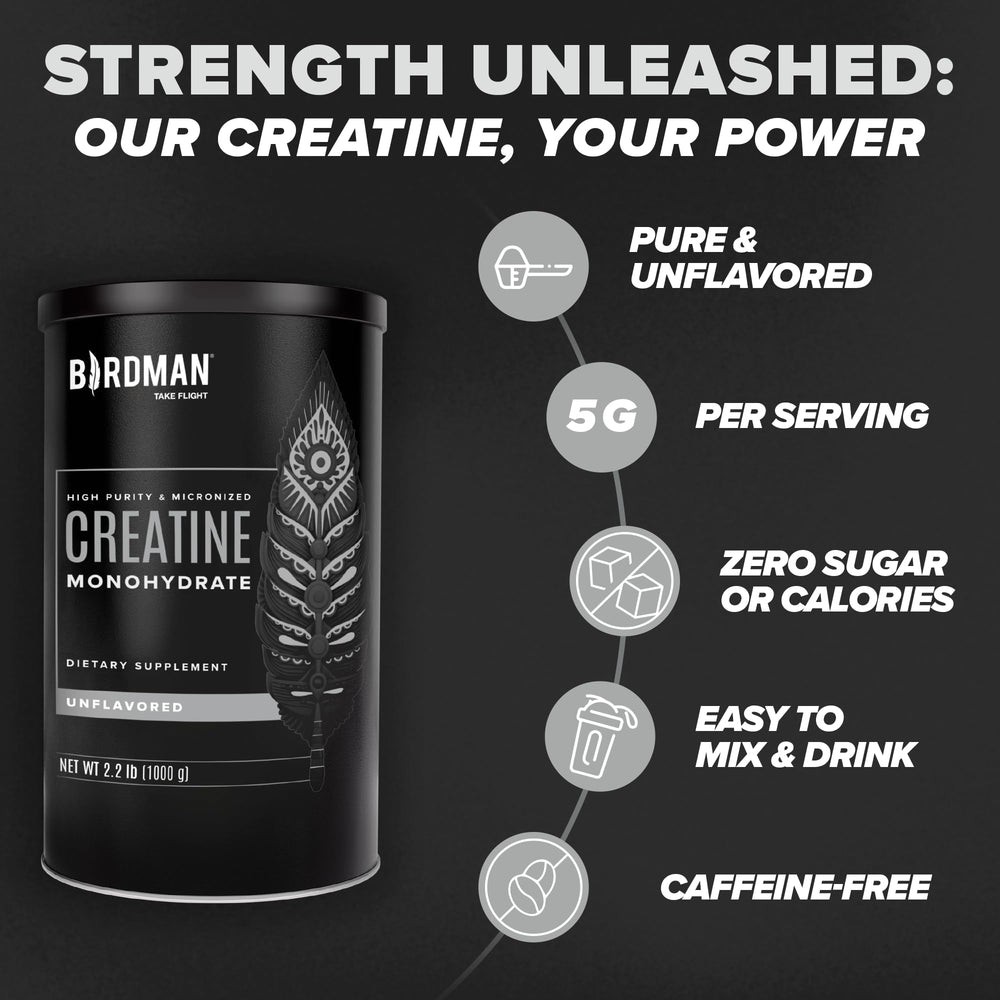 STRENGTH UNLEASHED:
OUR CREATINE, YOUR POWER
BIRDMAN®
TAKE FLIGHT
HIGH PURITY & MICRONIZED
CREATINE
MONOHYDRATE
DIETARY SUPPLEMENT
UNFLAVORED
NET WT 2.2 lb (1000 g)
PURE &
UNFLAVORED
5G PER SERVING
ZERO SUGAR
OR CALORIES
EASY TO
MIX & DRINK
CAFFEINE-FREE